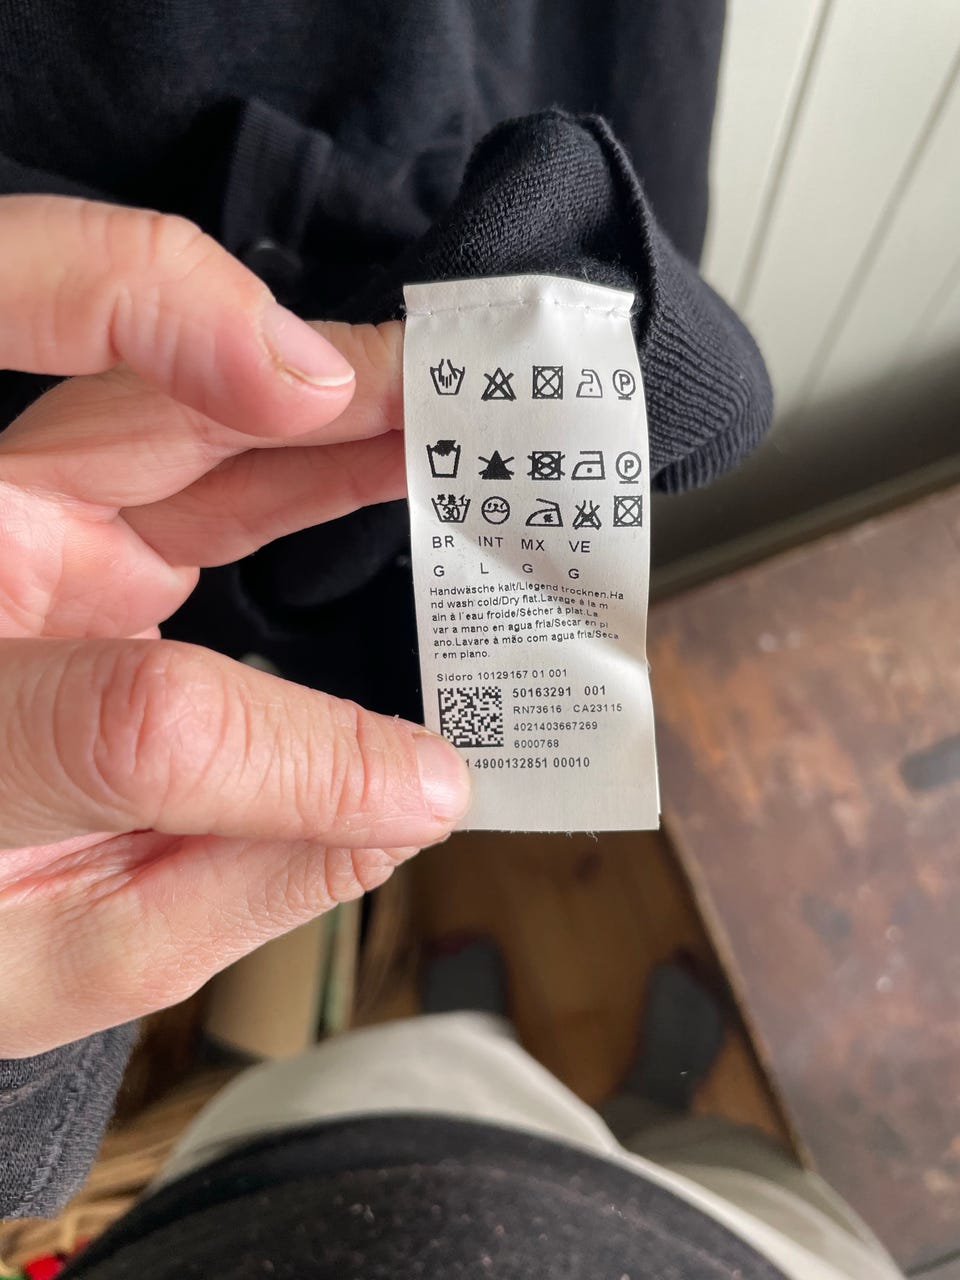 P
P
30
BR INT MX VE
G L G G
Handwäsche kalt/Liegend trocknen.Ha
nd wash cold/Dry flat.Lavage à la m
ain à l'eau froide/Sécher à plat.La
var a mano en agua fria/Secar en pl
ano.Lavare à mão com agua fria/Seca
r em plano.
Sidoro 10129167 01 001
50163291 001
RN73616 CA23115
4021403667269
6000768
4900132851 00010